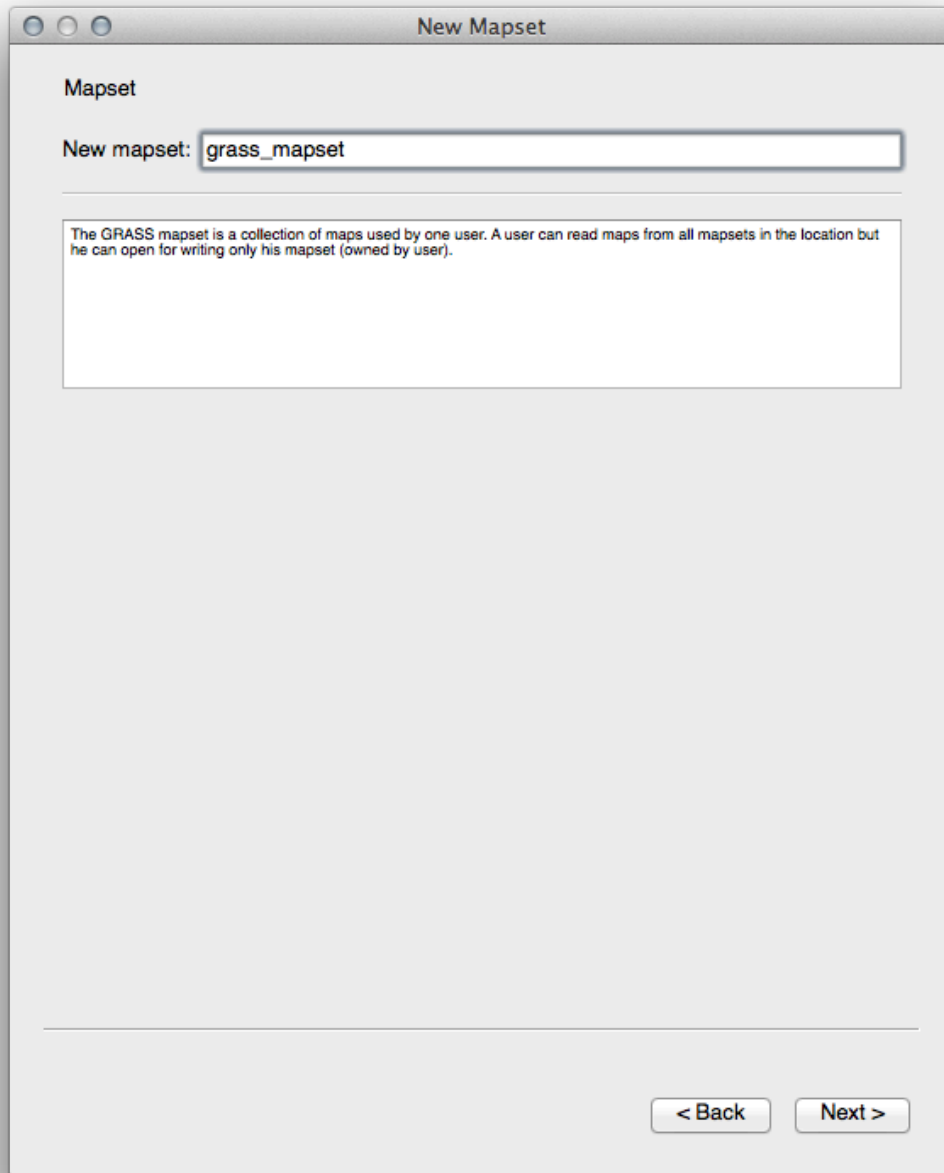 New Mapset
Mapset
New mapset: grass_mapset
The GRASS mapset is a collection of maps used by one user. A user can read maps from all mapsets in the location but
he can open for writing only his mapset (owned by user).
< Back Next >